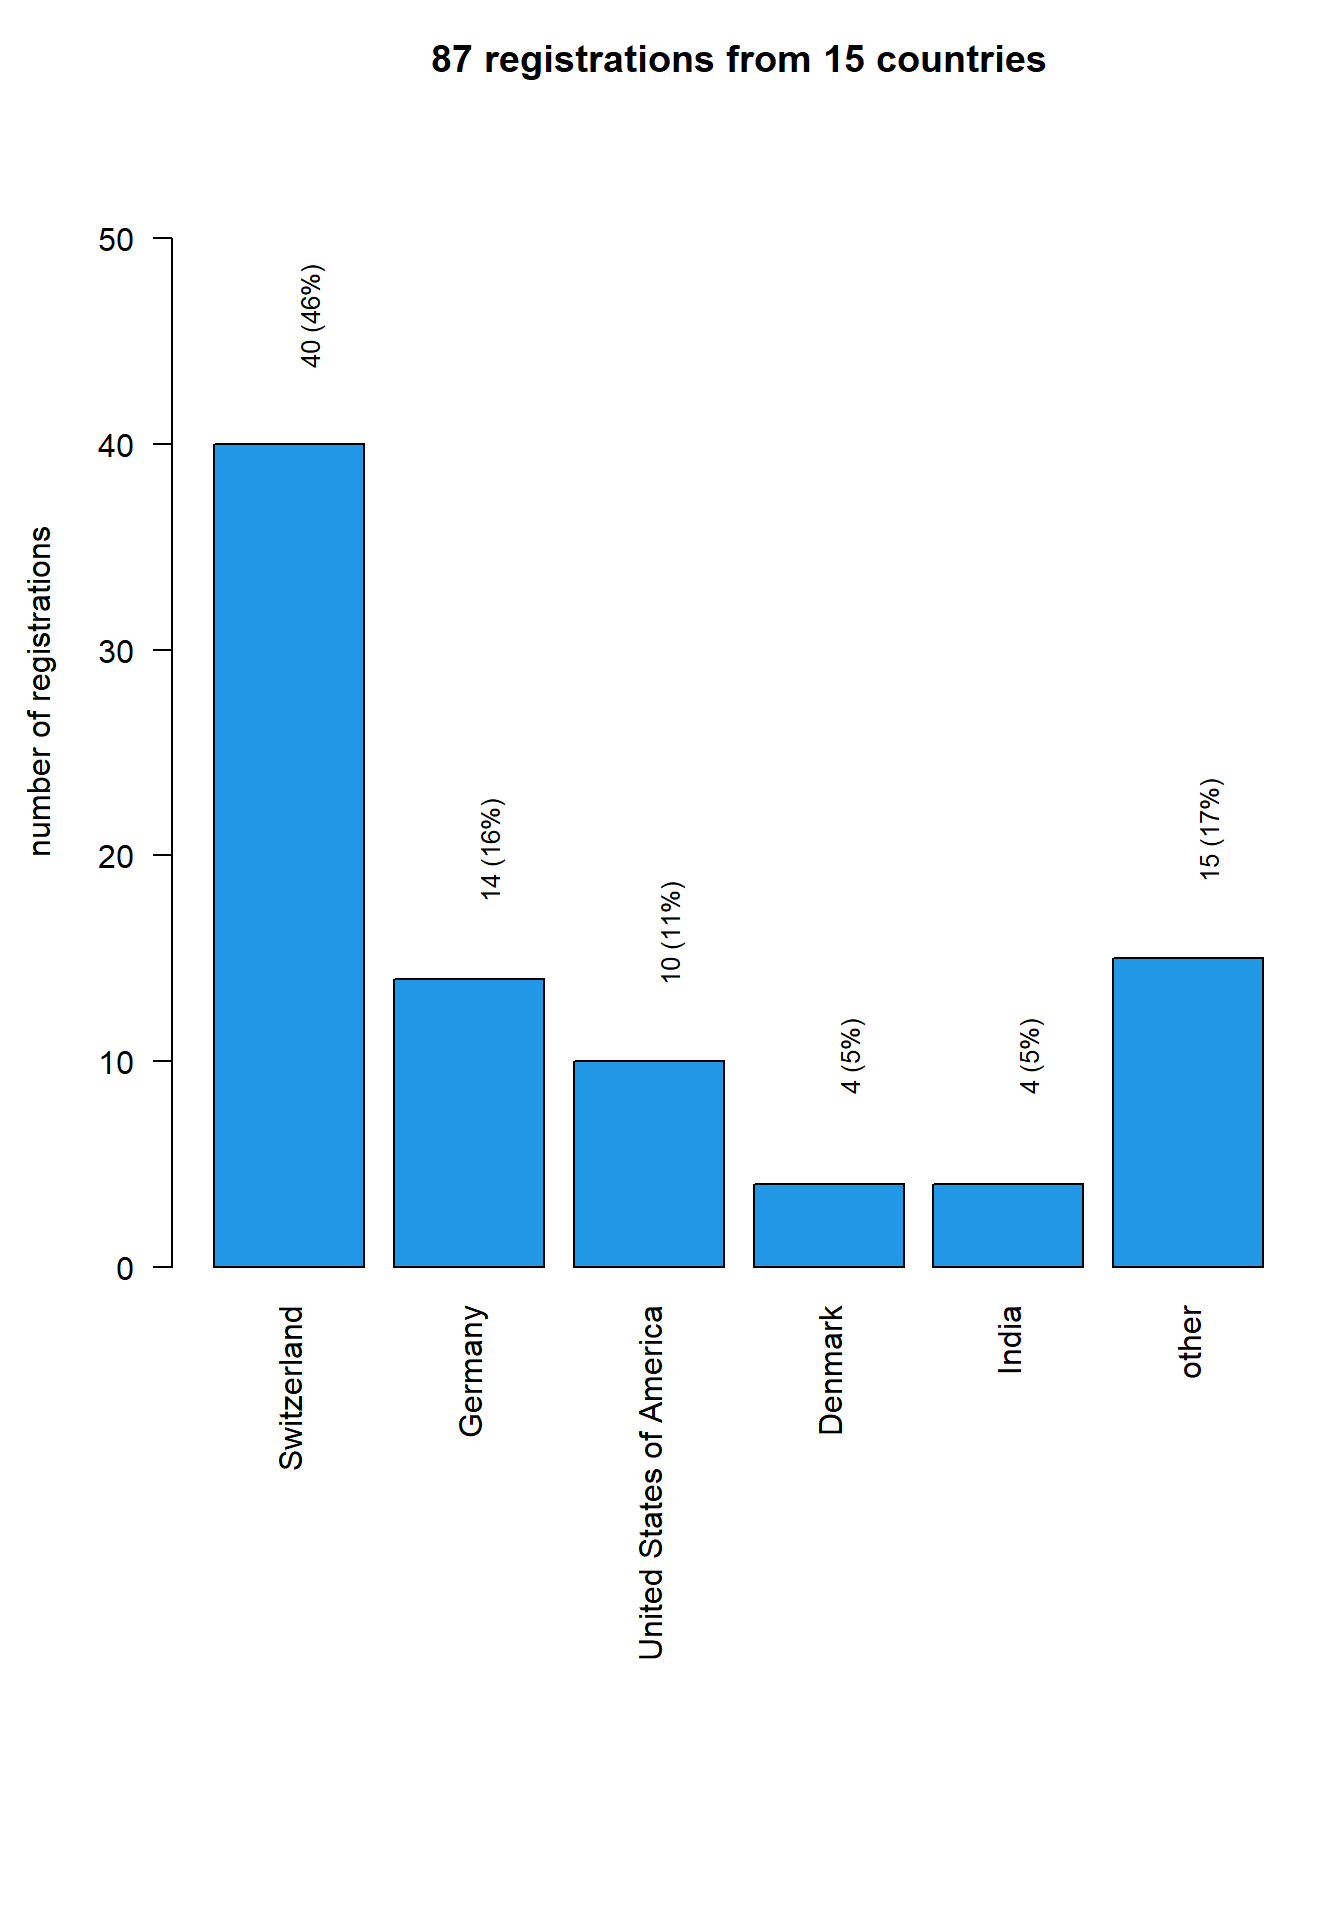 87 registrations from 15 countries
number of registrations
50
40
30
20
10
0
40 (46%)
14 (16%)
10 (11%)
4 (5%)
4 (5%)
15 (17%)
Switzerland
Germany
United States of America
Denmark
India
other